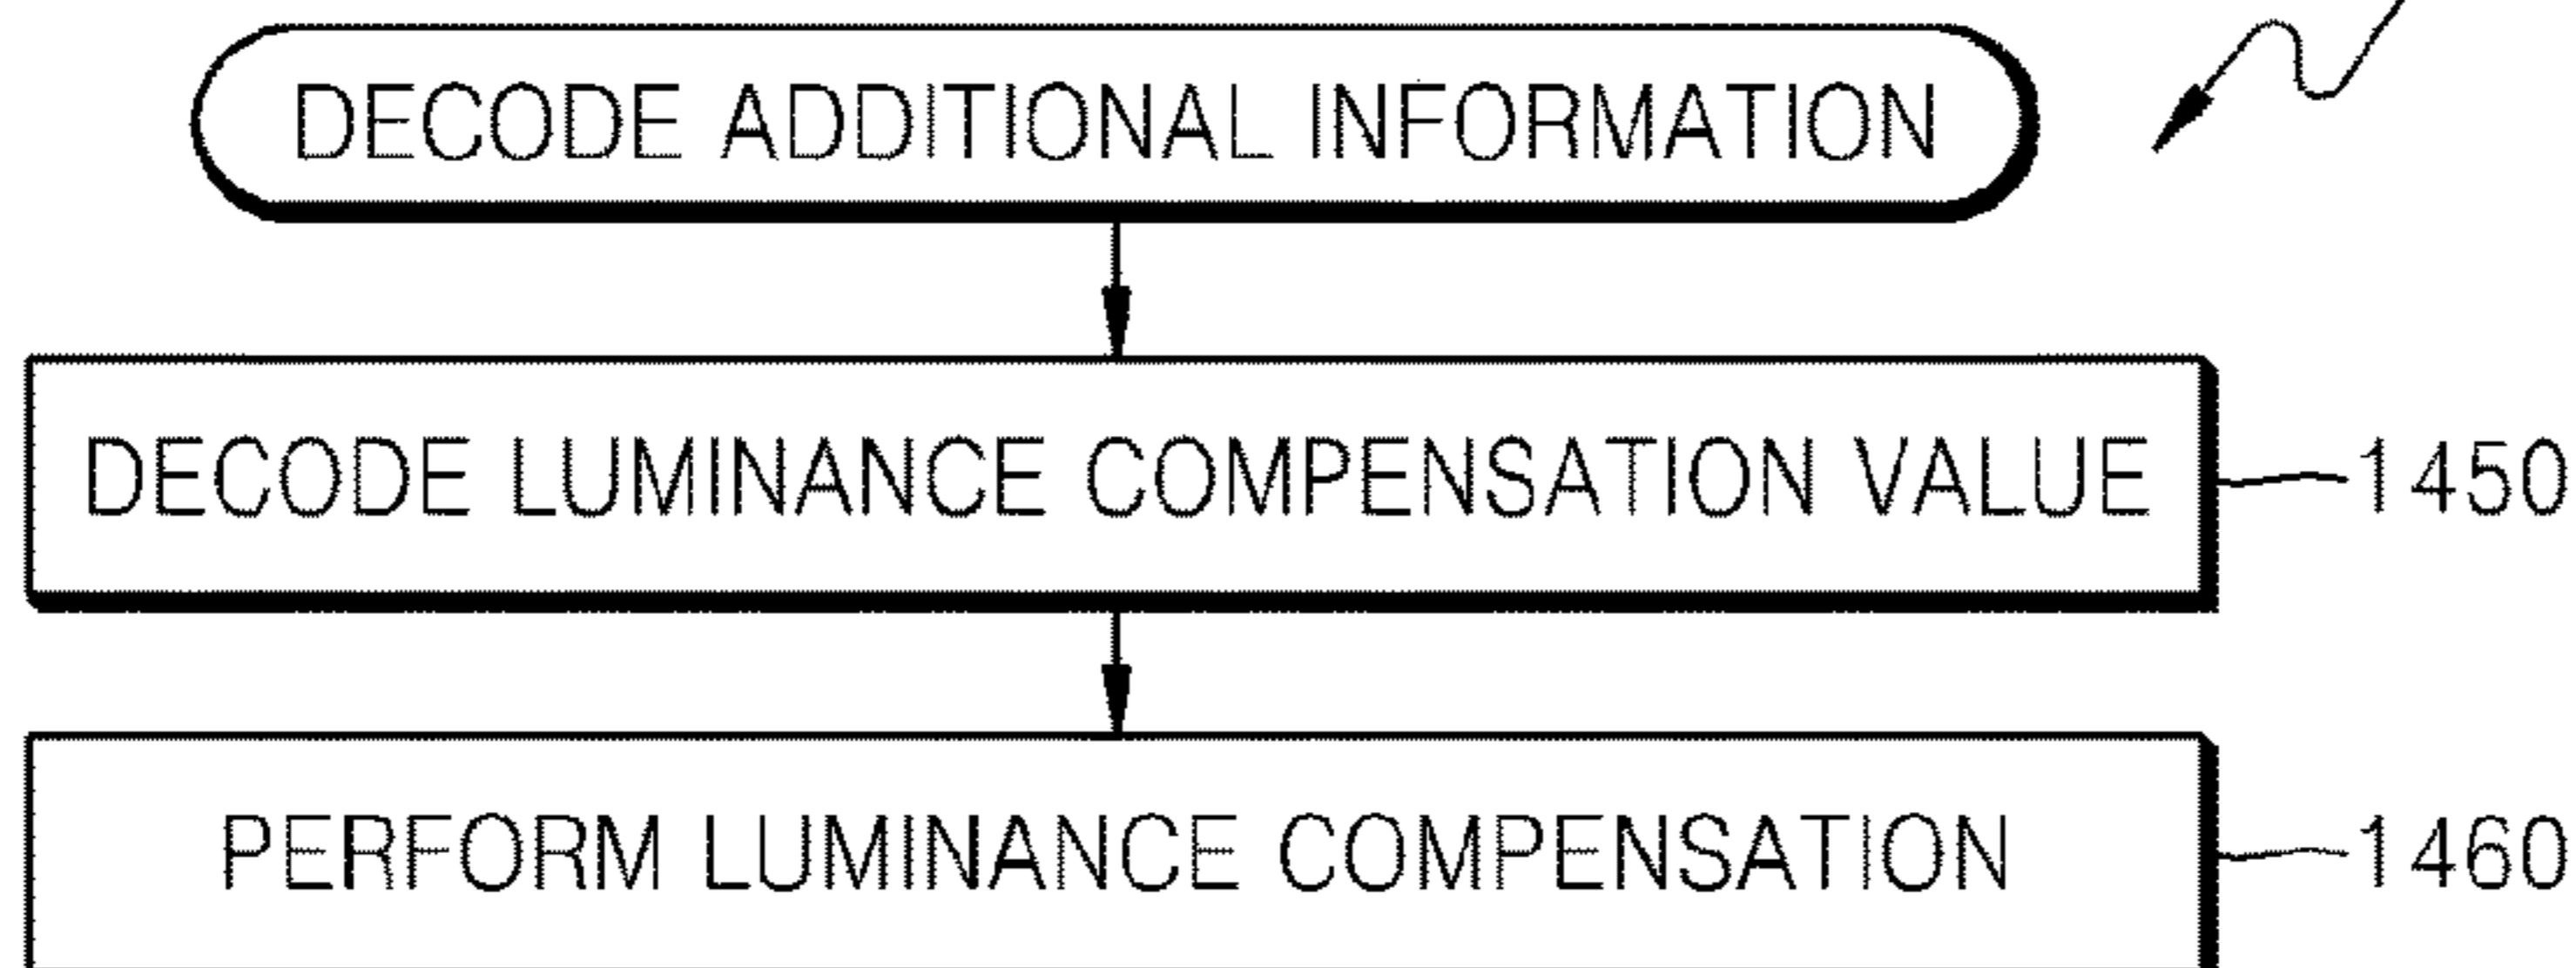 DECODE ADDITIONAL INFORMATION
DECODE LUMINANCE COMPENSATION VALUE 1450
PERFORM LUMINANCE COMPENSATION 1460